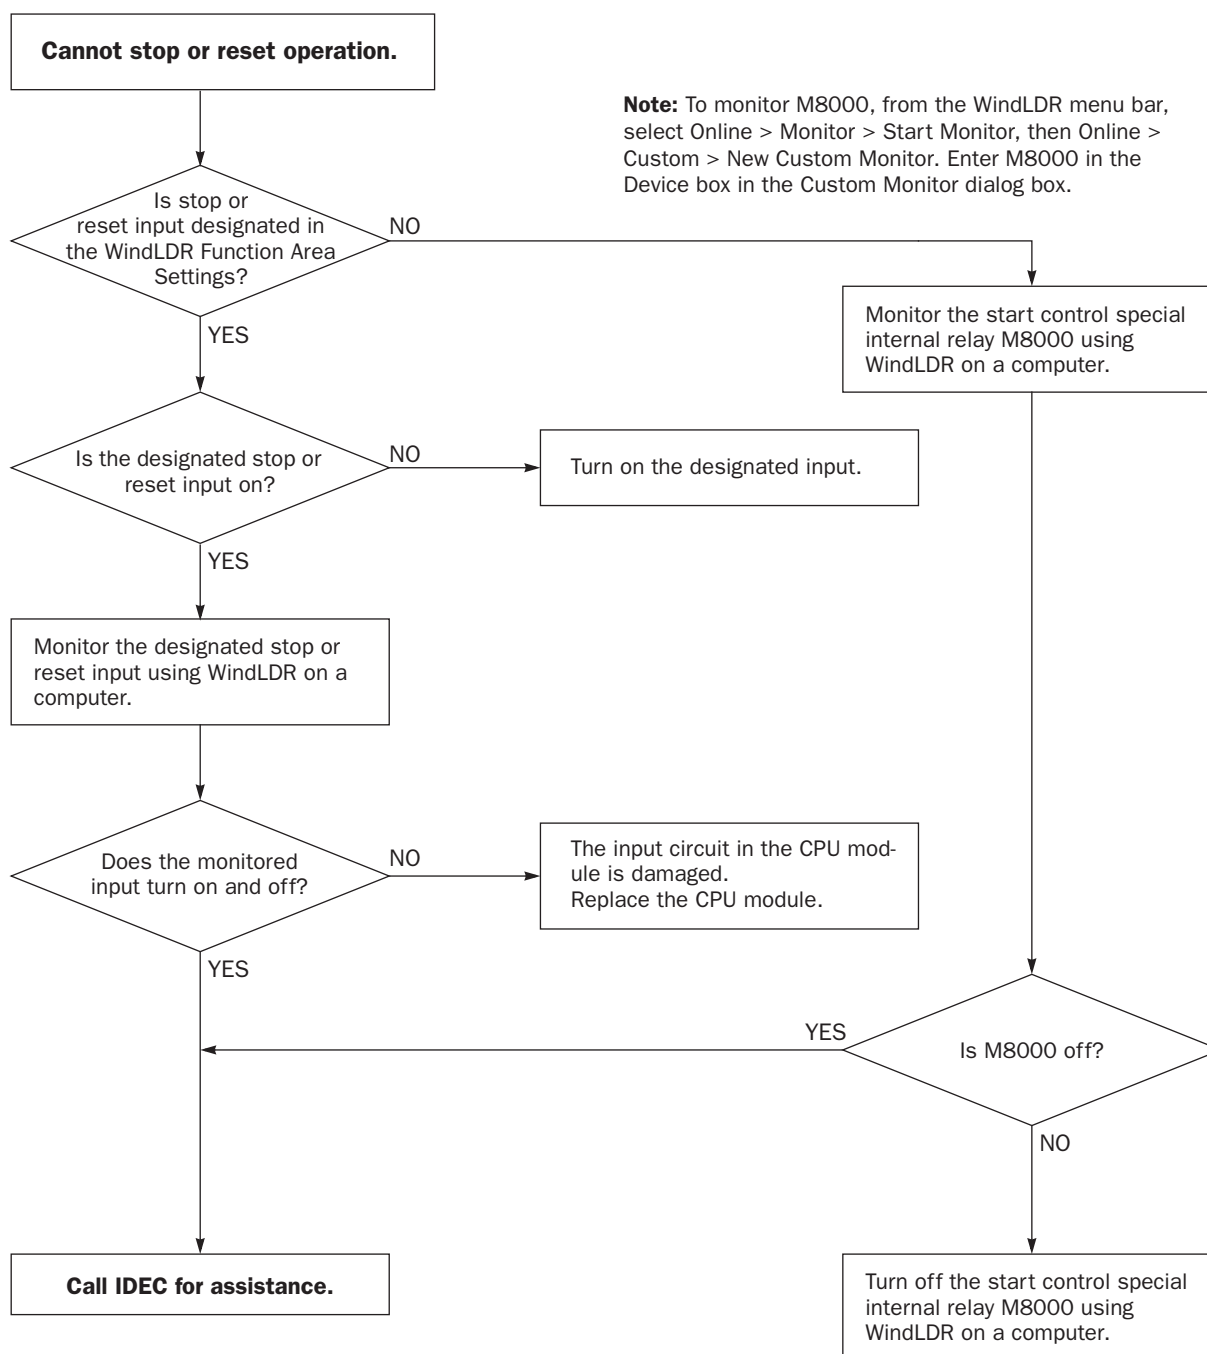 Cannot stop or reset operation.
Note: To monitor M8000, from the WindLDR menu bar,
select Online > Monitor > Start Monitor, then Online >
Custom > New Custom Monitor. Enter M8000 in the
Device box in the Custom Monitor dialog box.
Is stop or
reset input designated in
the WindLDR Function Area
Settings?
NO
YES
Monitor the start control special
internal relay M8000 using
WindLDR on a computer.
Is the designated stop or
reset input on?
NO
Turn on the designated input.
YES
Monitor the designated stop or
reset input using WindLDR on a
computer.
Does the monitored
input turn on and off?
NO
The input circuit in the CPU mod-
ule is damaged.
Replace the CPU module.
YES
YES
Is M8000 off?
NO
Call IDEC for assistance.
Turn off the start control special
internal relay M8000 using
WindLDR on a computer.